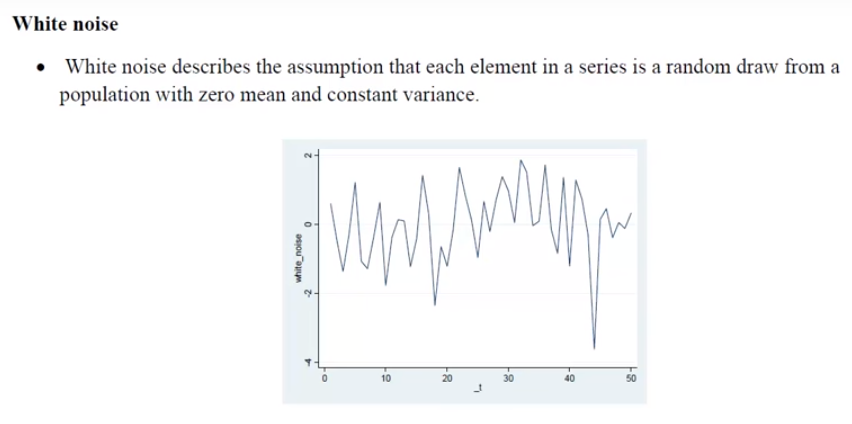 White noise
• White noise describes the assumption that each element in a series is a random draw from a
population with zero mean and constant variance.
2
0
-2
-4
white_noise
0 10 20 30 40 50
_t